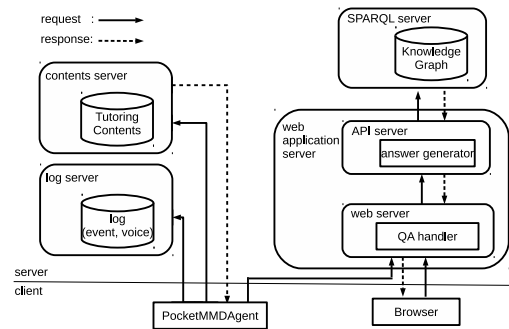 request :
response:
contents server
Tutoring
Contents
log server
log
(event, voice)
SPARQL server
Knowledge
Graph
web
application
server
API server
answer generator
web server
QA handler
server
client
PocketMMDAgent
Browser